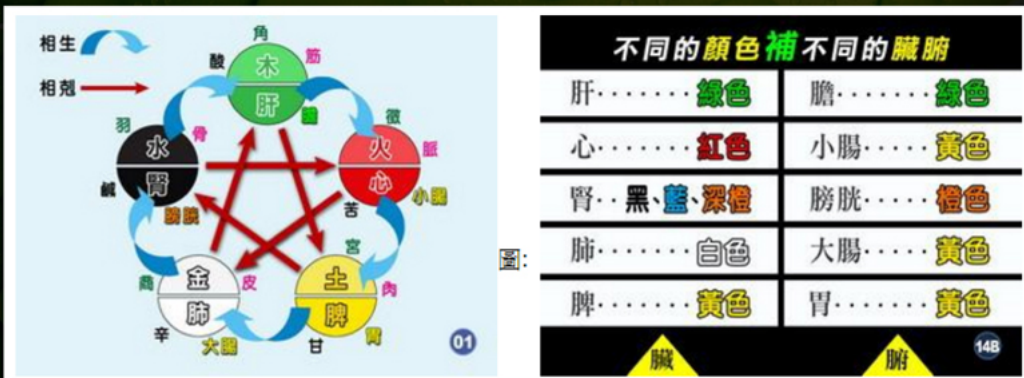 相生
相剋
角
酸
木
筋
肝
膽
羽
水
骨
腎
鹹
膀胱
徵
火
脈
心
小腸
苦
宮
土
肉
脾
胃
甘
商
金
皮
肺
辛
大腸
01
圖:
不同的顏色補不同的臟腑
肝·······綠色
膽·····綠色
心·······紅色
小腸·····黃色
腎··黑、藍、深橙
膀胱·····橙色
肺·······白色
大腸·····黃色
脾·······黃色
胃·······黃色
臟
腑
14B